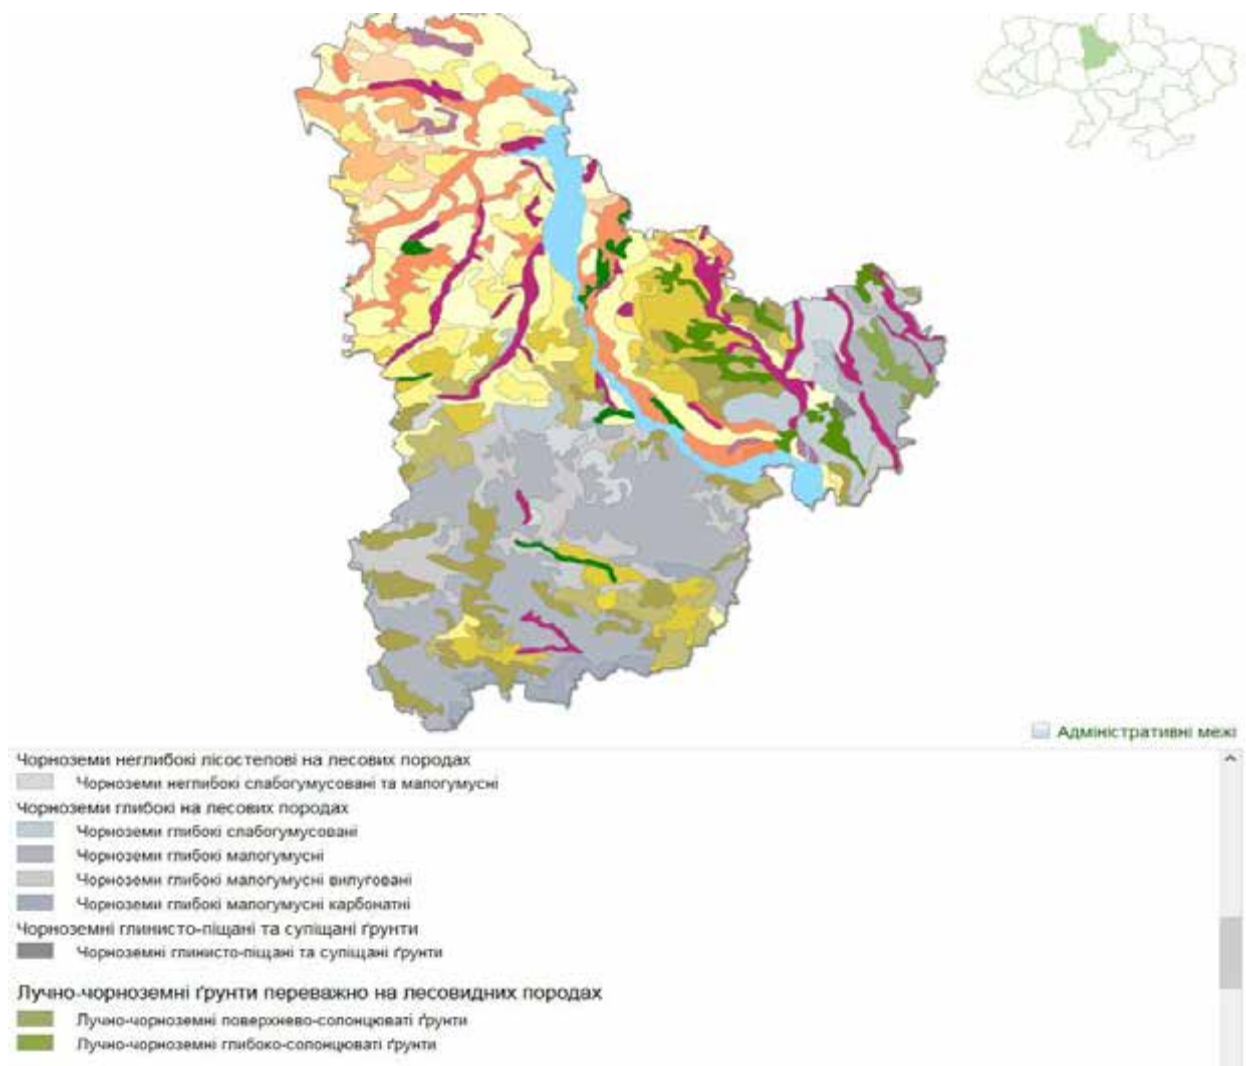 Адміністративні межі
Чорноземи неглибокі лісостепові на лесових породах
Чорноземи неглибокі слабогумусовані та малогумусні
Чорноземи глибокі на лесових породах
Чорноземи глибокі слабогумусовані
Чорноземи глибокі малогумусні
Чорноземи глибокі малогумусні вилуговані
Чорноземи глибокі малогумусні карбонатні
Чорноземні глинисто-піщані та супіщані ґрунти
Чорноземні глинисто-піщані та супіщані ґрунти
Лучно-чорноземні ґрунти переважно на лесовидних породах
Лучно-чорноземні поверхнево-солонцюваті ґрунти
Лучно-чорноземні глибоко-солонцюваті ґрунти